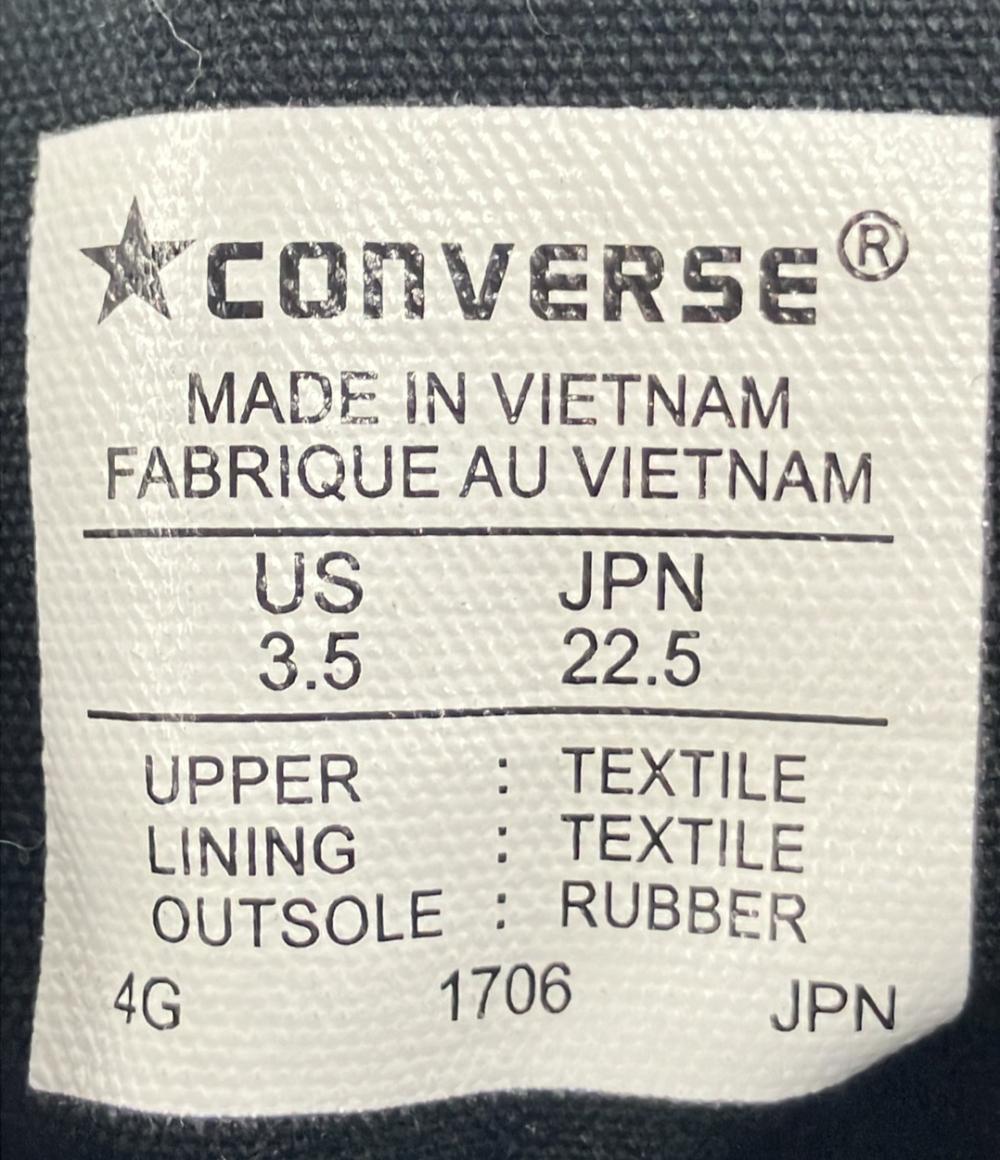 ★CONVERSE®
MADE IN VIETNAM
FABRIQUE AU VIETNAM
US JPN
3.5 22.5
UPPER : TEXTILE
LINING : TEXTILE
OUTSOLE : RUBBER
4G 1706 JPN